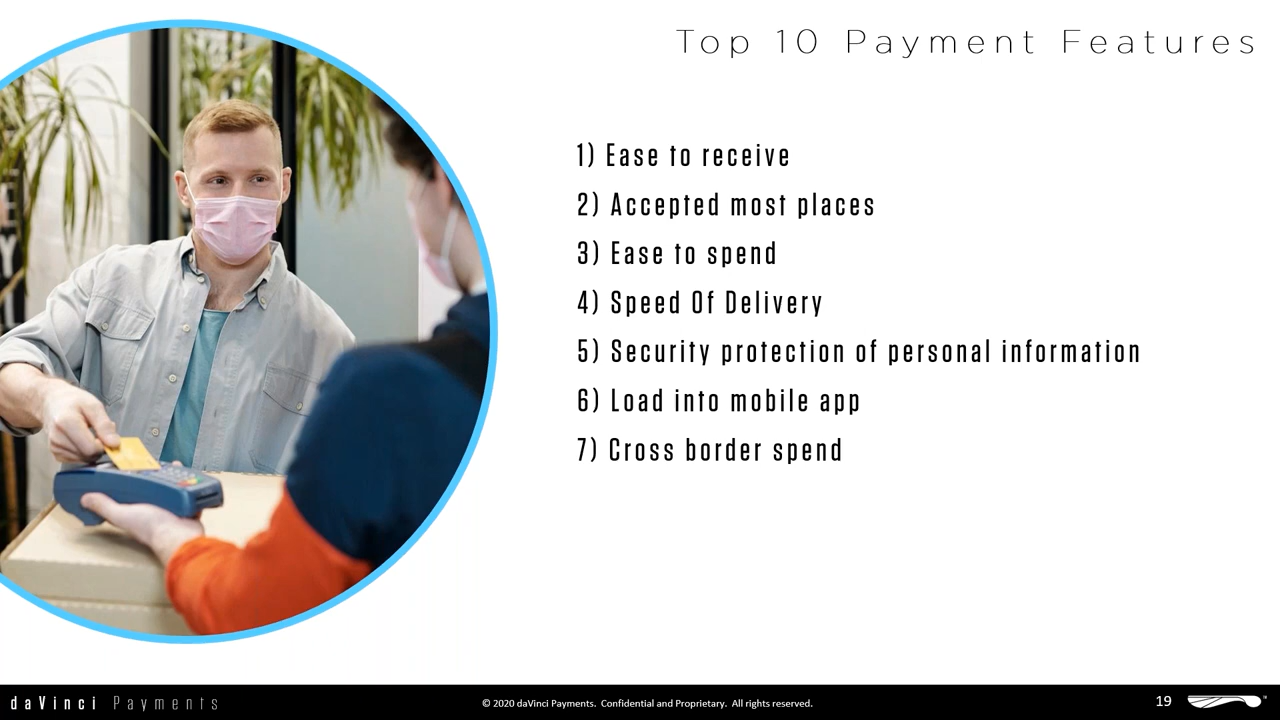 Top 10 Payment Features
1) Ease to receive
2) Accepted most places
3) Ease to spend
4) Speed Of Delivery
5) Security protection of personal information
6) Load into mobile app
7) Cross border spend
daVinci Payments
© 2020 daVinci Payments. Confidential and Proprietary. All rights reserved.
19